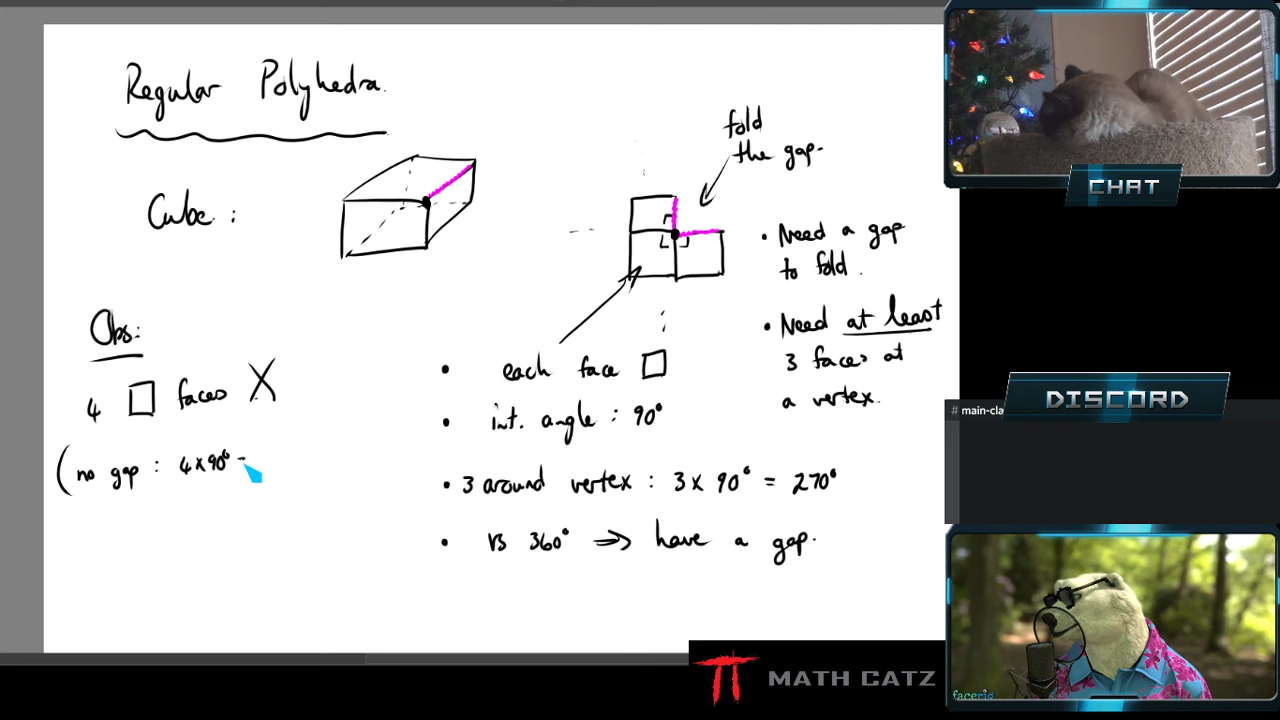 Regular Polyhedra.
Cube :
fold
the gap.
• Need a gap
to fold.
• Need at least
3 faces at
a vertex.
Obs:
4 □ faces X
(no gap : 4 x 90° =
• each face □
• int. angle : 90°
• 3 around vertex : 3 x 90° = 270°
• vs 360° ⇒ have a gap.
CHAT
DISCORD
# main-cla
MATH CATZ
facerig